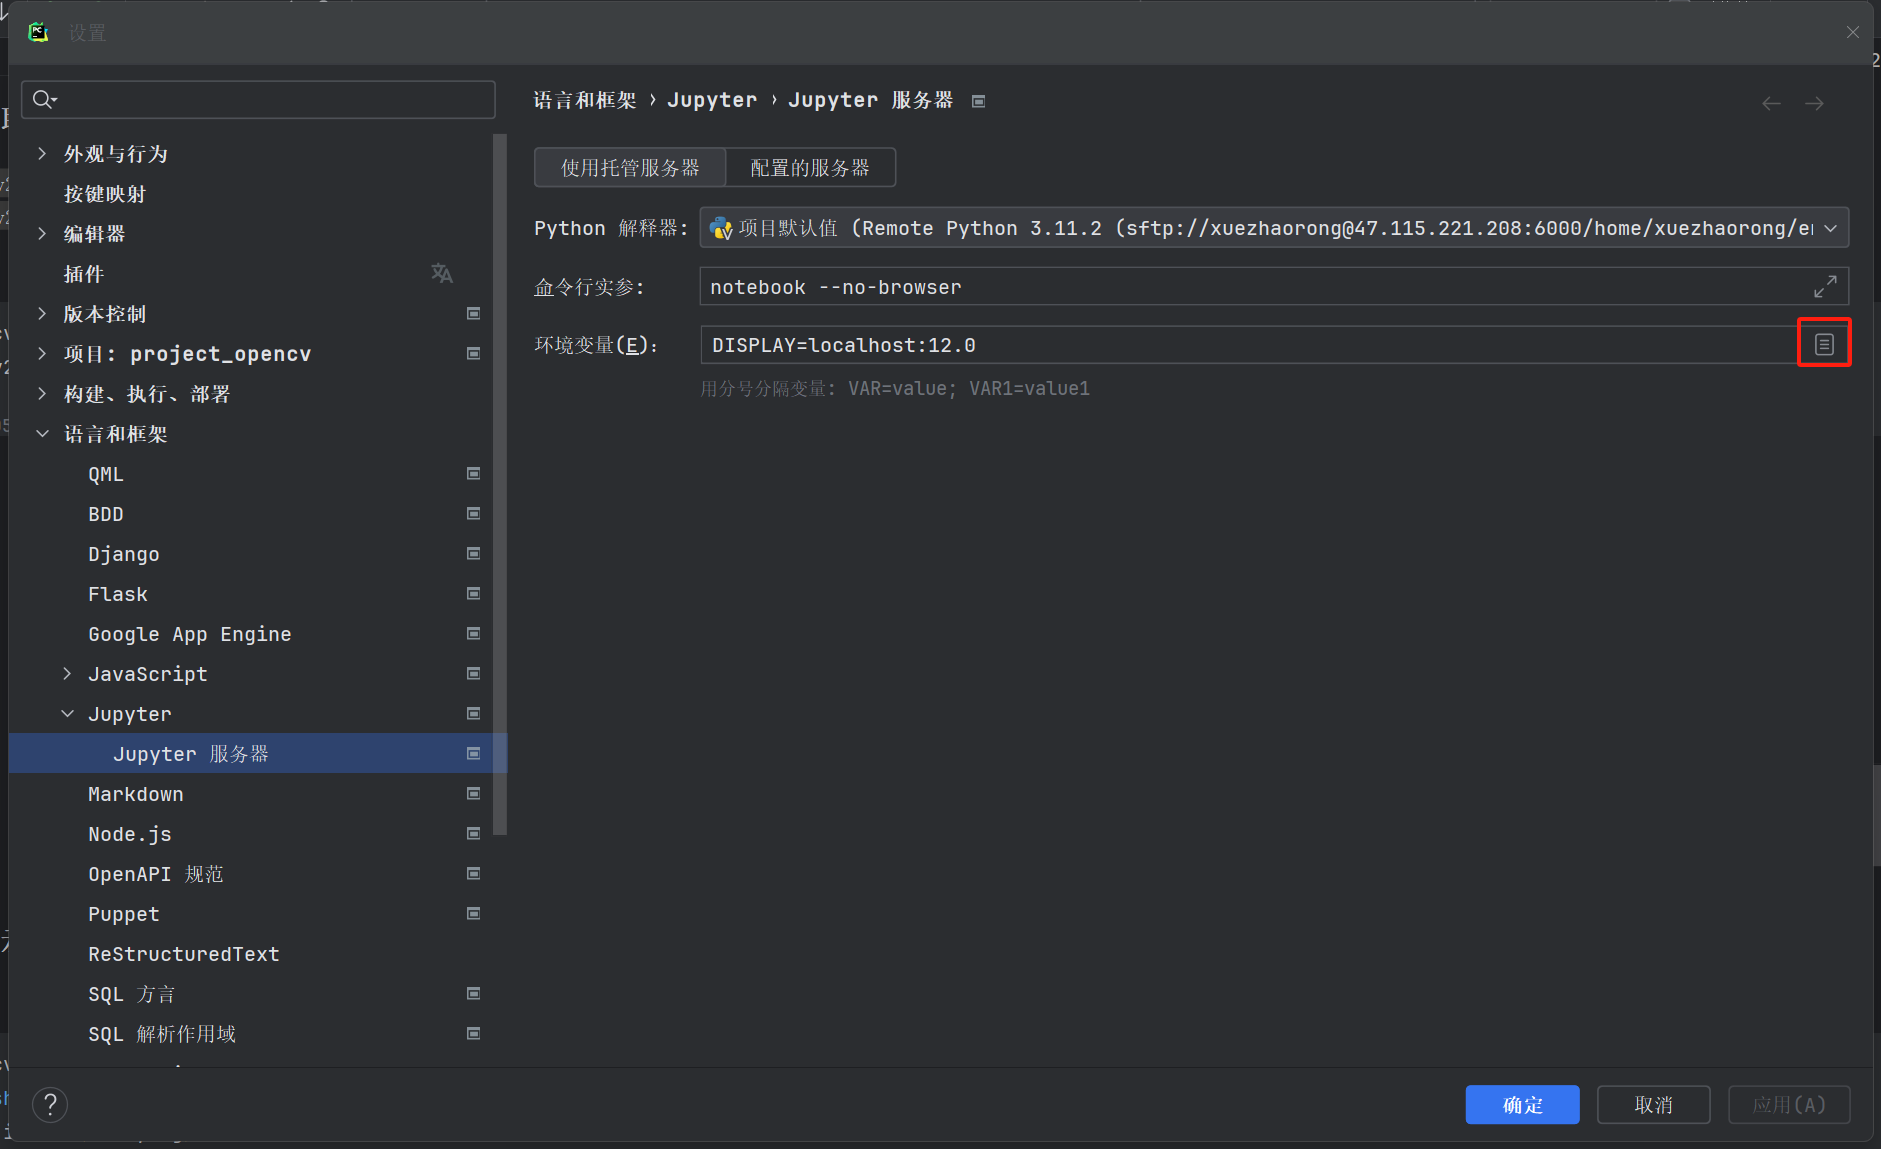 设置
外观与行为
按键映射
编辑器
插件
版本控制
项目: project_opencv
构建、执行、部署
语言和框架
QML
BDD
Django
Flask
Google App Engine
JavaScript
Jupyter
Jupyter 服务器
Markdown
Node.js
OpenAPI 规范
Puppet
ReStructuredText
SQL 方言
SQL 解析作用域
语言和框架 › Jupyter › Jupyter 服务器
使用托管服务器 配置的服务器
Python 解释器: 项目默认值 (Remote Python 3.11.2 (sftp://xuezhaorong@47.115.221.208:6000/home/xuezhaorong/
命令行实参: notebook --no-browser
环境变量(E): DISPLAY=localhost:12.0
用分号分隔变量: VAR=value; VAR1=value1
? 确定 取消 应用(A)